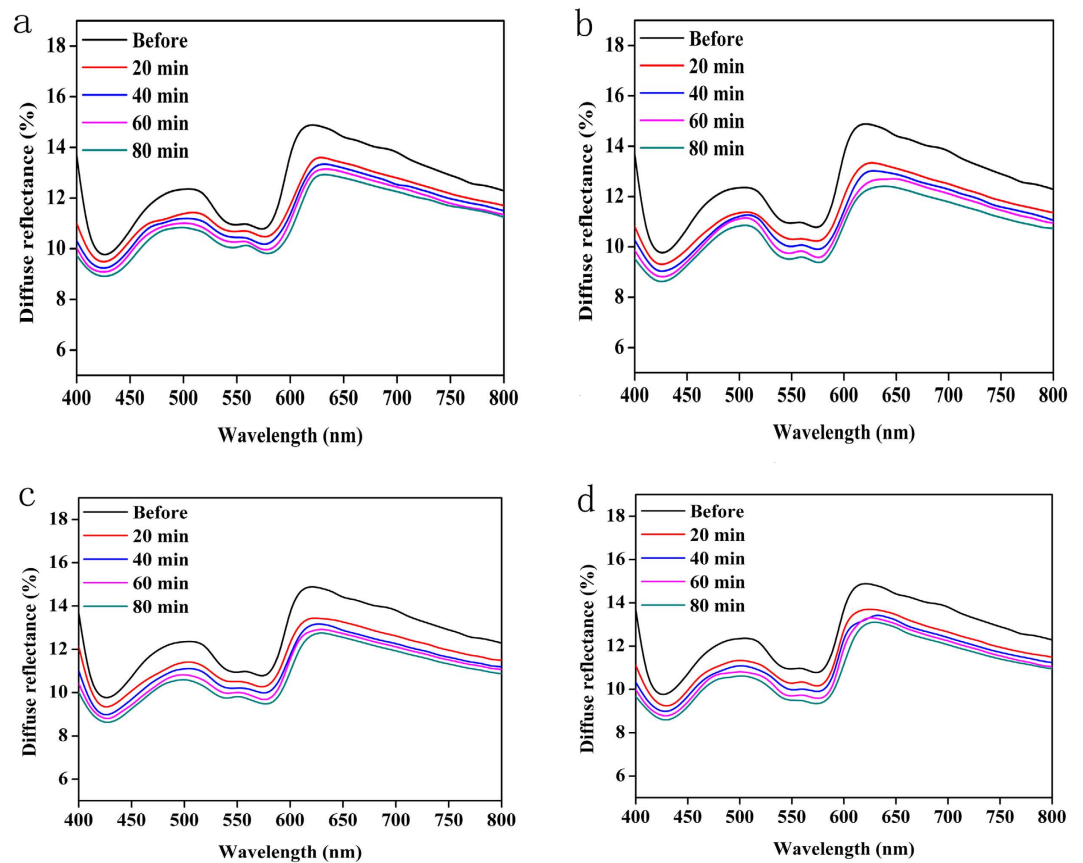 a
18
16
14
12
10
8
6
Diffuse reflectance (%)
Before
20 min
40 min
60 min
80 min
400 450 500 550 600 650 700 750 800
Wavelength (nm)
b
18
16
14
12
10
8
6
Diffuse reflectance (%)
Before
20 min
40 min
60 min
80 min
400 450 500 550 600 650 700 750 800
Wavelength (nm)
c
18
16
14
12
10
8
6
Diffuse reflectance (%)
Before
20 min
40 min
60 min
80 min
400 450 500 550 600 650 700 750 800
Wavelength (nm)
d
18
16
14
12
10
8
6
Diffuse reflectance (%)
Before
20 min
40 min
60 min
80 min
400 450 500 550 600 650 700 750 800
Wavelength (nm)